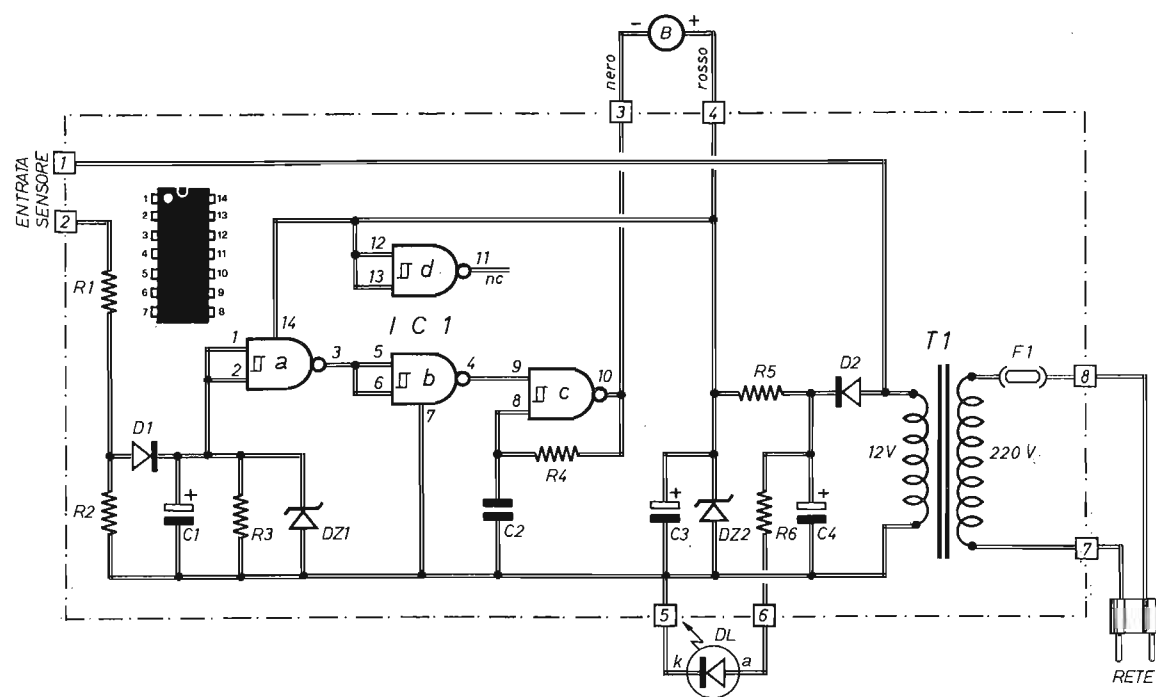 - B +
nero
rosso
3
4
ENTRATA
SENSORE
1
2
1
2
3
4
5
6
7
14
13
12
11
10
9
8
12
13
d
11
nc
R1
I C 1
14
1
2
a
3
5
6
b
4
7
9
8
c
10
R4
R5
D2
T1
F1
8
12V
220 V
D1
R2
+
C1
R3
DZ1
C2
+
C3
DZ2
R6
+
C4
7
5
6
DL
k
a
RETE